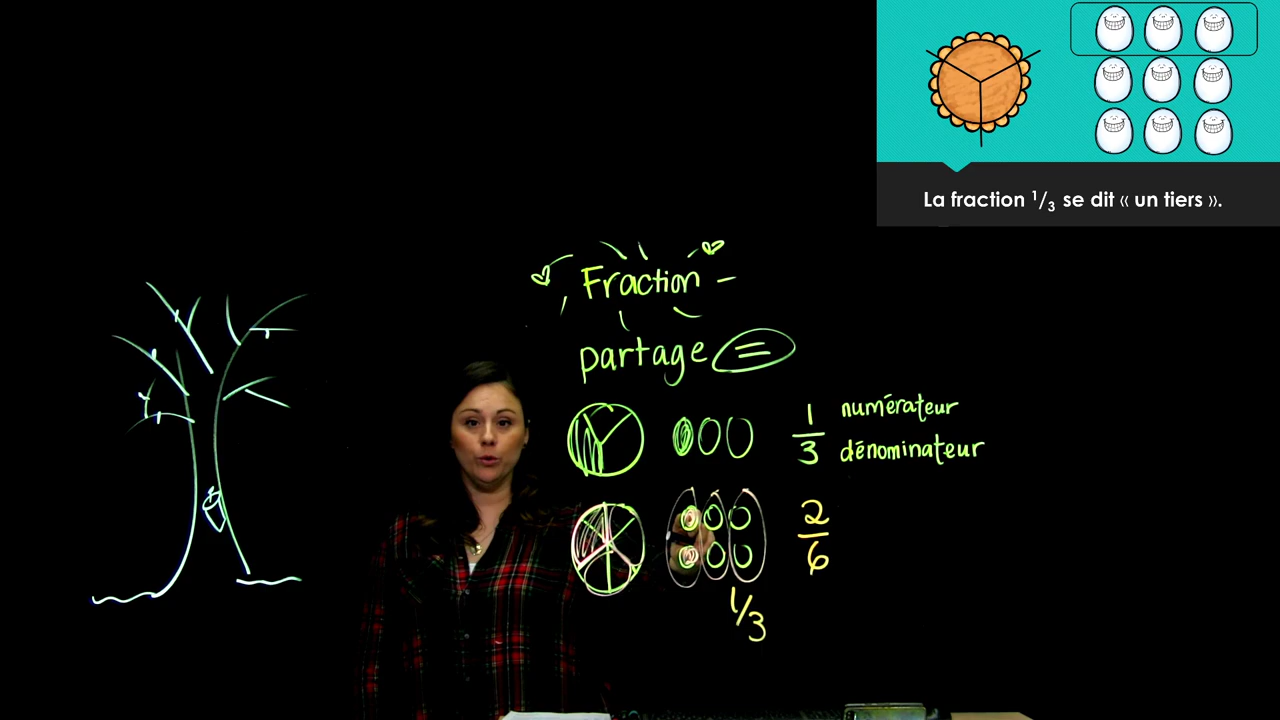 La fraction 1/3 se dit « un tiers ».
Fraction
partage =
1/3 numérateur
dénominateur
2/6
1/3